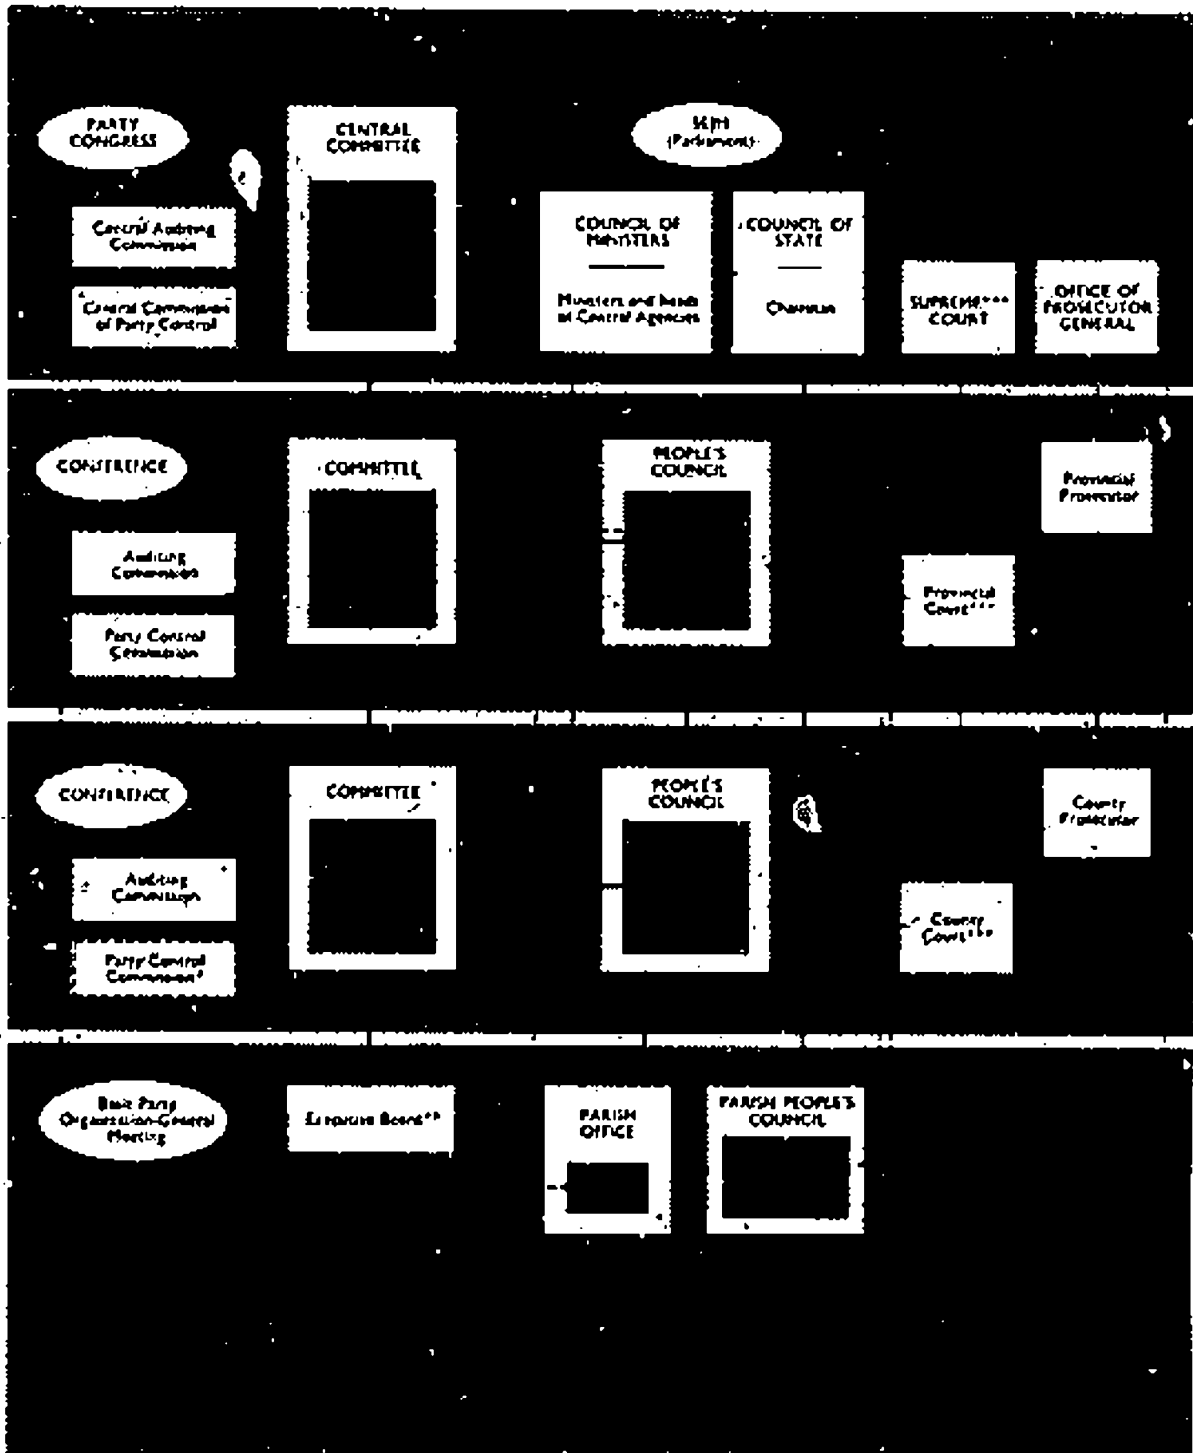 PARTY
CONGRESS
CENTRAL
COMMITTEE
SEJM
(Parliament)
Central Auditing
Commission
Central Commission
of Party Control
COUNCIL OF
MINISTERS
Ministers and heads
of Central Agencies
COUNCIL OF
STATE
Chairman
SUPREME***
COURT
OFFICE OF
PROSECUTOR
GENERAL
CONFERENCE
COMMITTEE
PEOPLE'S
COUNCIL
Provincial
Prosecutor
Auditing
Commission
Party Control
Commission
Provincial
Court***
CONFERENCE
COMMITTEE
PEOPLE'S
COUNCIL
County
Prosecutor
Auditing
Commission
Party Control
Commission*
County
Court***
Basic Party
Organization-General
Meeting
Executive Board**
PARISH
OFFICE
PARISH PEOPLE'S
COUNCIL